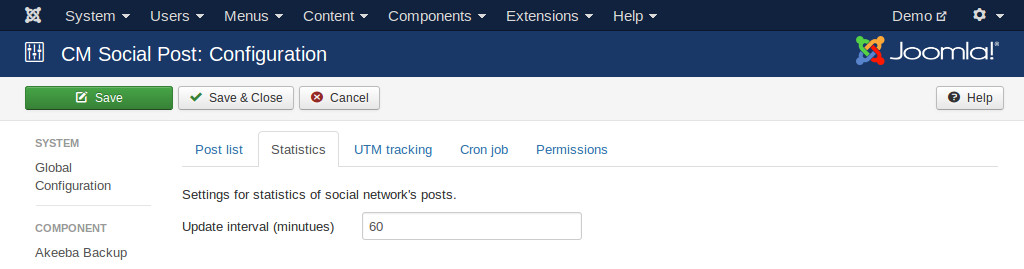 System Users Menus Content Components Extensions Help Demo
CM Social Post: Configuration Joomla!®
Save Save & Close Cancel Help
SYSTEM
Global
Configuration
COMPONENT
Akeeba Backup
Post list Statistics UTM tracking Cron job Permissions
Settings for statistics of social network's posts.
Update interval (minutues) 60